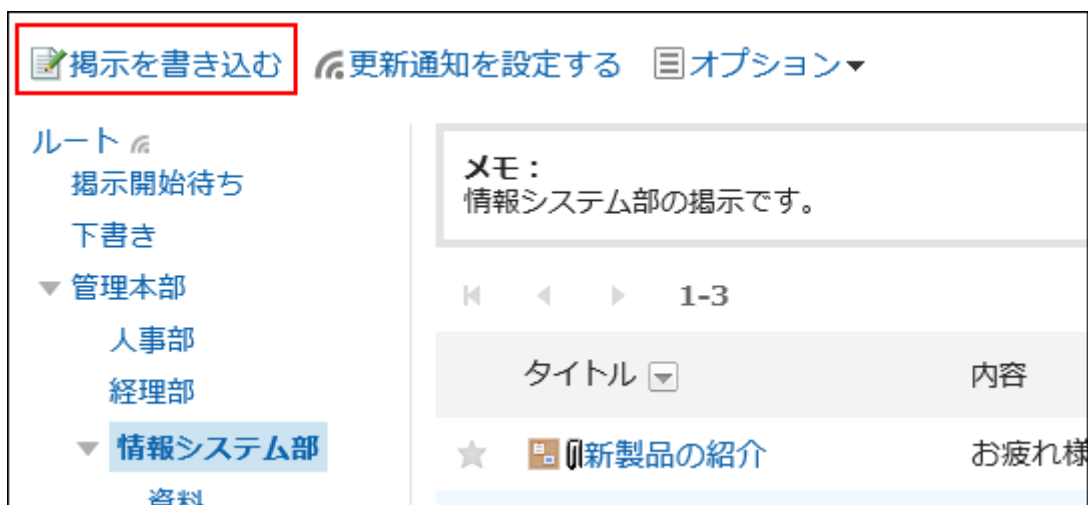 掲示を書き込む 更新通知を設定する オプション
ルート
掲示開始待ち
下書き
管理本部
人事部
経理部
情報システム部
資料
メモ：
情報システム部の掲示です。
1-3
タイトル 内容
新製品の紹介 お疲れ様